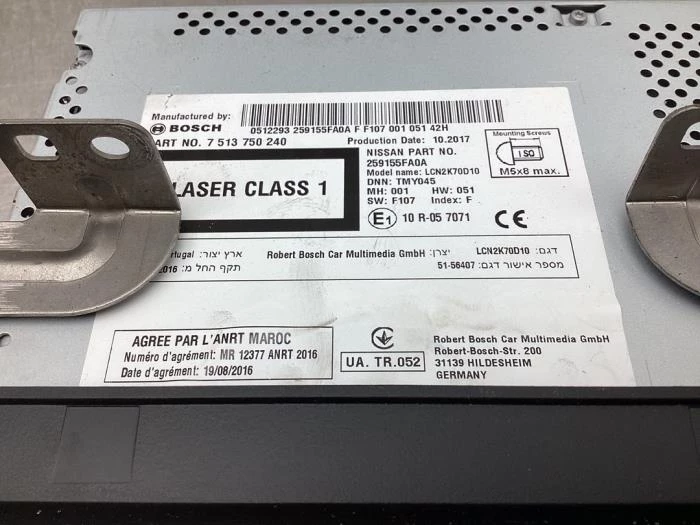 Manufactured by:
BOSCH
0512293 259155FA0A F F107 001 051 42H
PART NO. 7 513 750 240
Production Date: 10.2017
NISSAN PART NO.
259155FA0A
Model name: LCN2K70D10
DNN: TMY045
MH: 001 HW: 051
SW: F107 Index: F
Mounting Screws
ISO
M5x8 max.
LASER CLASS 1
E1 10 R-05 7071
CE
דגם: LCN2K70D10
יצרן: Robert Bosch Car Multimedia GmbH
ארץ יצור:
מספר אישור דגם: 51-56407
תקף החל מ:
AGREE PAR L'ANRT MAROC
Numéro d'agrément: MR 12377 ANRT 2016
Date d'agrément: 19/08/2016
UA. TR.052
Robert Bosch Car Multimedia GmbH
Robert-Bosch-Str. 200
31139 HILDESHEIM
GERMANY